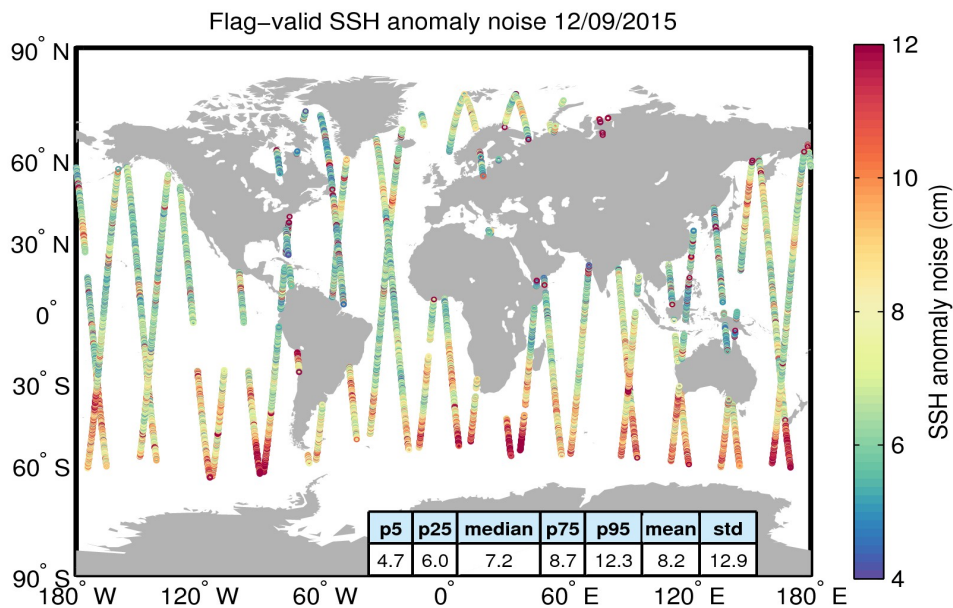 Flag−valid SSH anomaly noise 12/09/2015
90° N
60° N
30° N
0°
30° S
60° S
90° S
180° W 120° W 60° W 0° 60° E 120° E 180° E
p5 p25 median p75 p95 mean std
4.7 6.0 7.2 8.7 12.3 8.2 12.9
12
10
8
6
4
SSH anomaly noise (cm)